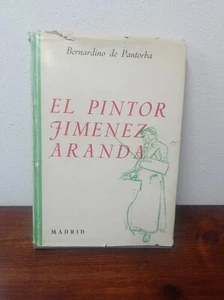 Bernardino de Pantorba
EL PINTOR
JIMENEZ
ARANDA
MADRID